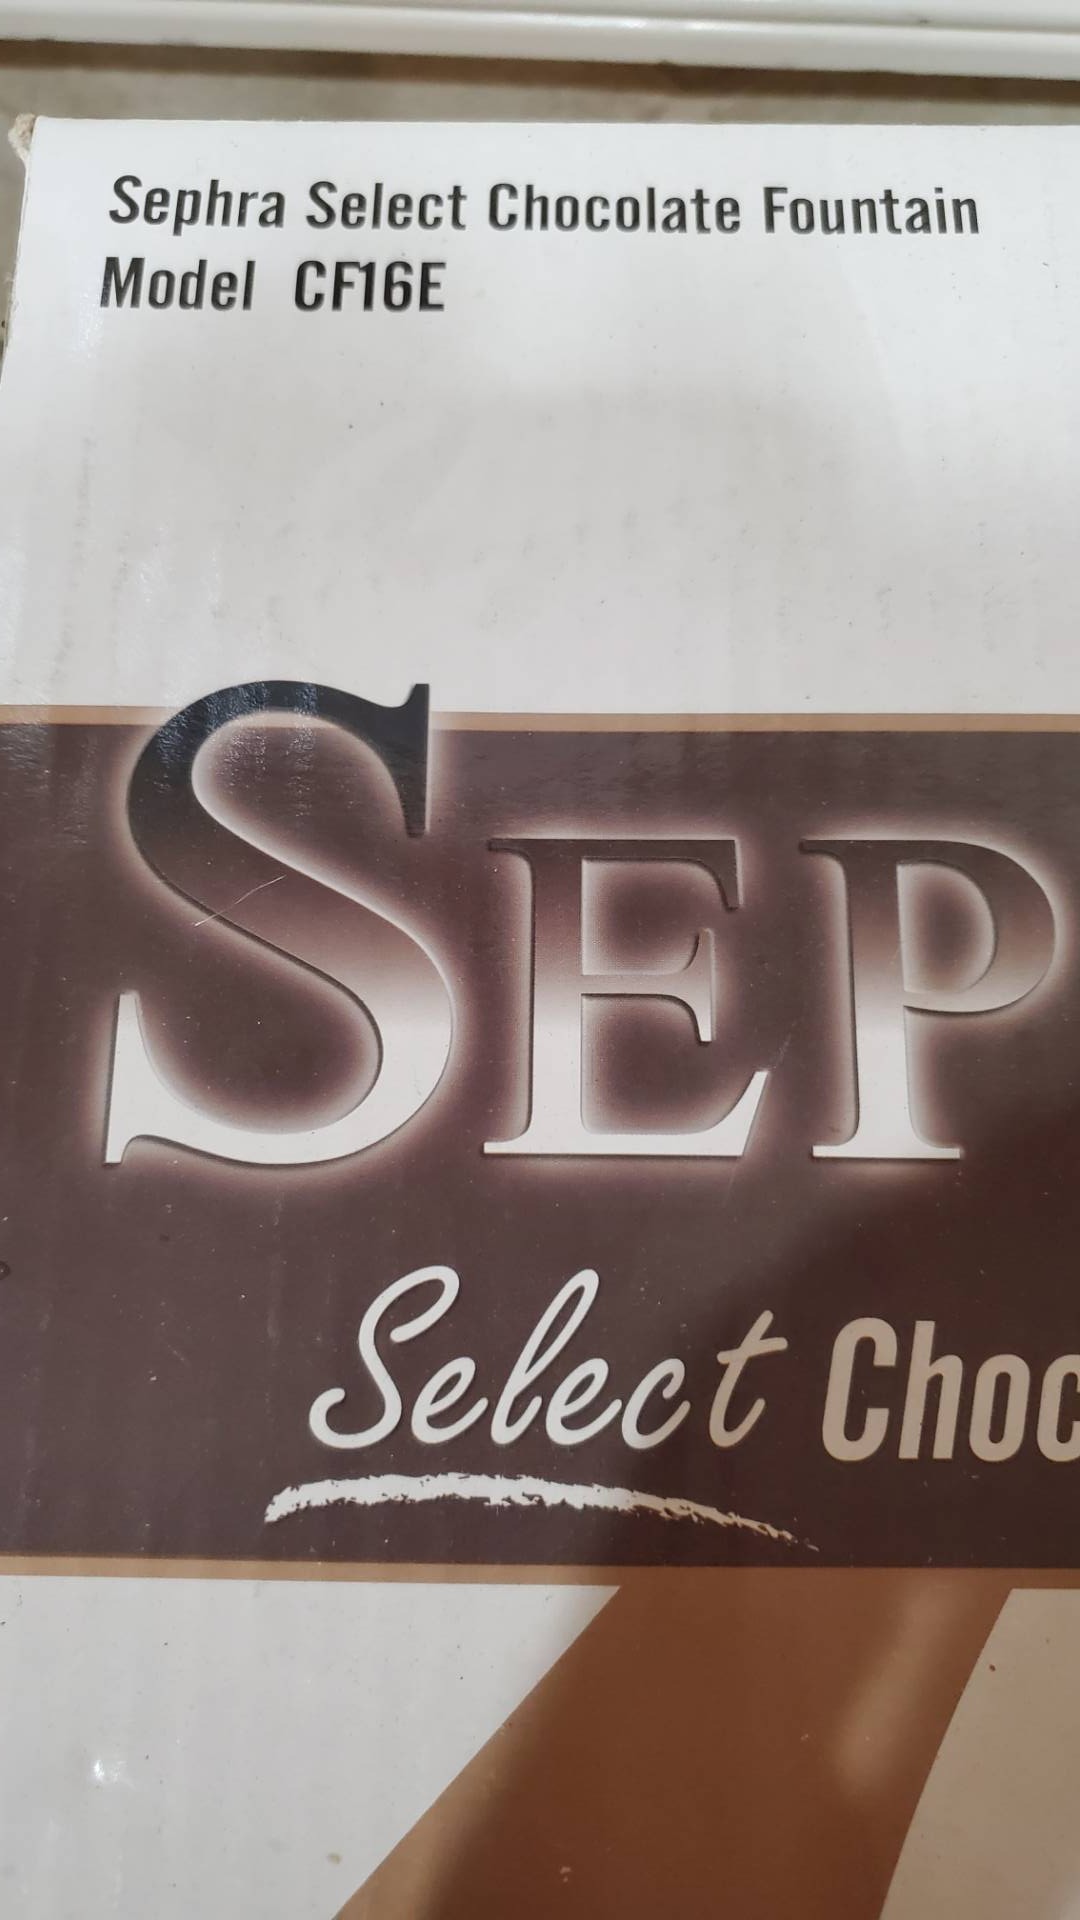 Sephra Select Chocolate Fountain
Model CF16E
SEP
Select Choc